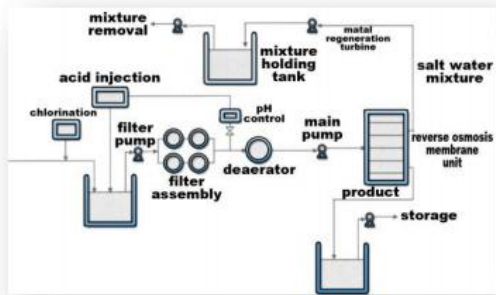 mixture
removal
matal
regeneration
turbine
mixture
holding
tank
salt water
mixture
acid injection
chlorination
pH
control
filter
pump
main
pump
reverse osmosis
membrane
unit
deaerator
filter
assembly
product
storage